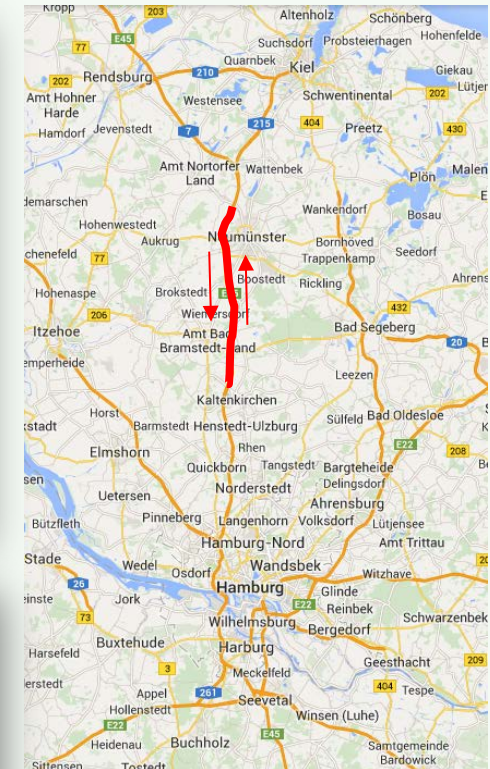 Kropp
203
Altenholz
Schönberg
E45
77
Suchsdorf
Probsteierhagen
Hohenfelde
Quarnbek
Kiel
Rendsburg
210
Giekau
202
Amt Hohner
Harde
Westensee
Schwentinental
202
Lütjen
215
404
Hamdorf
Jevenstedt
7
Preetz
430
Amt Nortorfer
Land
Wattenbek
Plön
Malen
demarschen
Wankendorf
Bosau
Hohenwestedt
Aukrug
Neumünster
Bornhöved
Trappenkamp
Seedorf
chenefeld
77
Boostedt
Rickling
Ahrens
Hohenaspe
Brokstedt
206
Wiemersdorf
432
Itzehoe
Amt Bad
Bramstedt-Land
Bad Segeberg
20
emperheide
Leezen
Kaltenkirchen
Horst
kstadt
Barmstedt
Henstedt-Ulzburg
Sülfeld
Bad Oldesloe
E22
Elmshorn
Rhen
208
Quickborn
Tangstedt
Bargteheide
sen
Uetersen
Norderstedt
Delingsdorf
Ahrensburg
Bützfleth
Pinneberg
Langenhorn
Volksdorf
Lütjensee
Hamburg-Nord
Amt Trittau
Stade
Wedel
Osdorf
Wandsbek
Witzhave
20
26
Hamburg
Glinde
einste
Jork
E22
Reinbek
73
Wilhelmsburg
Bergedorf
Schwarzenbek
Buxtehude
Harburg
Harsefeld
3
Meckelfeld
Geesthacht
209
erstedt
Appel
261
404
Tespe
Hollenstedt
Seevetal
E22
Winsen (Luhe)
Heidenau
Buchholz
E45
Samtgemeinde
Bardowick
Sittensen
Tostedt